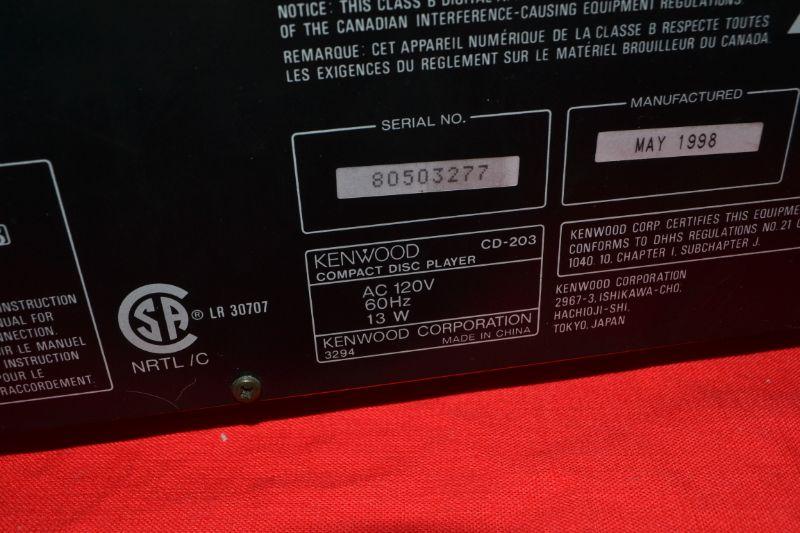 NOTICE: THIS CLASS B DIGITAL
OF THE CANADIAN INTERFERENCE-CAUSING EQUIPMENT REGULATIONS.
REMARQUE: CET APPAREIL NUMÉRIQUE DE LA CLASSE B RESPECTE TOUTES
LES EXIGENCES DU REGLEMENT SUR LE MATÉRIEL BROUILLEUR DU CANADA.
SERIAL NO.
80503277
MANUFACTURED
MAY 1998
KENWOOD CD-203
COMPACT DISC PLAYER
AC 120V
60Hz
13 W
KENWOOD CORPORATION
3294 MADE IN CHINA
KENWOOD CORP. CERTIFIES THIS
CONFORMS TO DHHS REGULATIONS NO. 21
1040. 10, CHAPTER I, SUBCHAPTER J.
KENWOOD CORPORATION
2967-3, ISHIKAWA-CHO,
HACHIOJI-SHI,
TOKYO, JAPAN
SA LR 30707
NRTL /C
INSTRUCTION
FOR
LE MANUEL
INSTRUCTION
POUR LE
RACCORDEMENT.